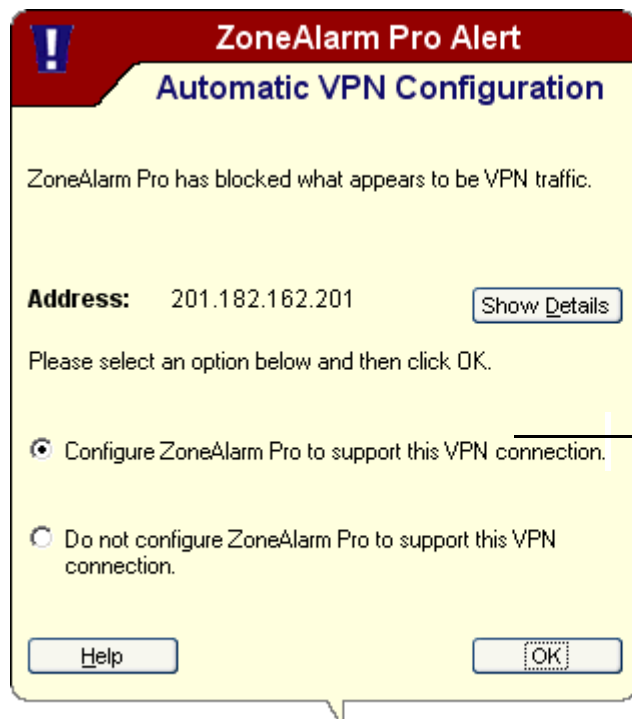 ZoneAlarm Pro Alert
Automatic VPN Configuration
ZoneAlarm Pro has blocked what appears to be VPN traffic.
Address: 201.182.162.201
Show Details
Please select an option below and then click OK.
Configure ZoneAlarm Pro to support this VPN connection.
Do not configure ZoneAlarm Pro to support this VPN
connection.
Help
OK